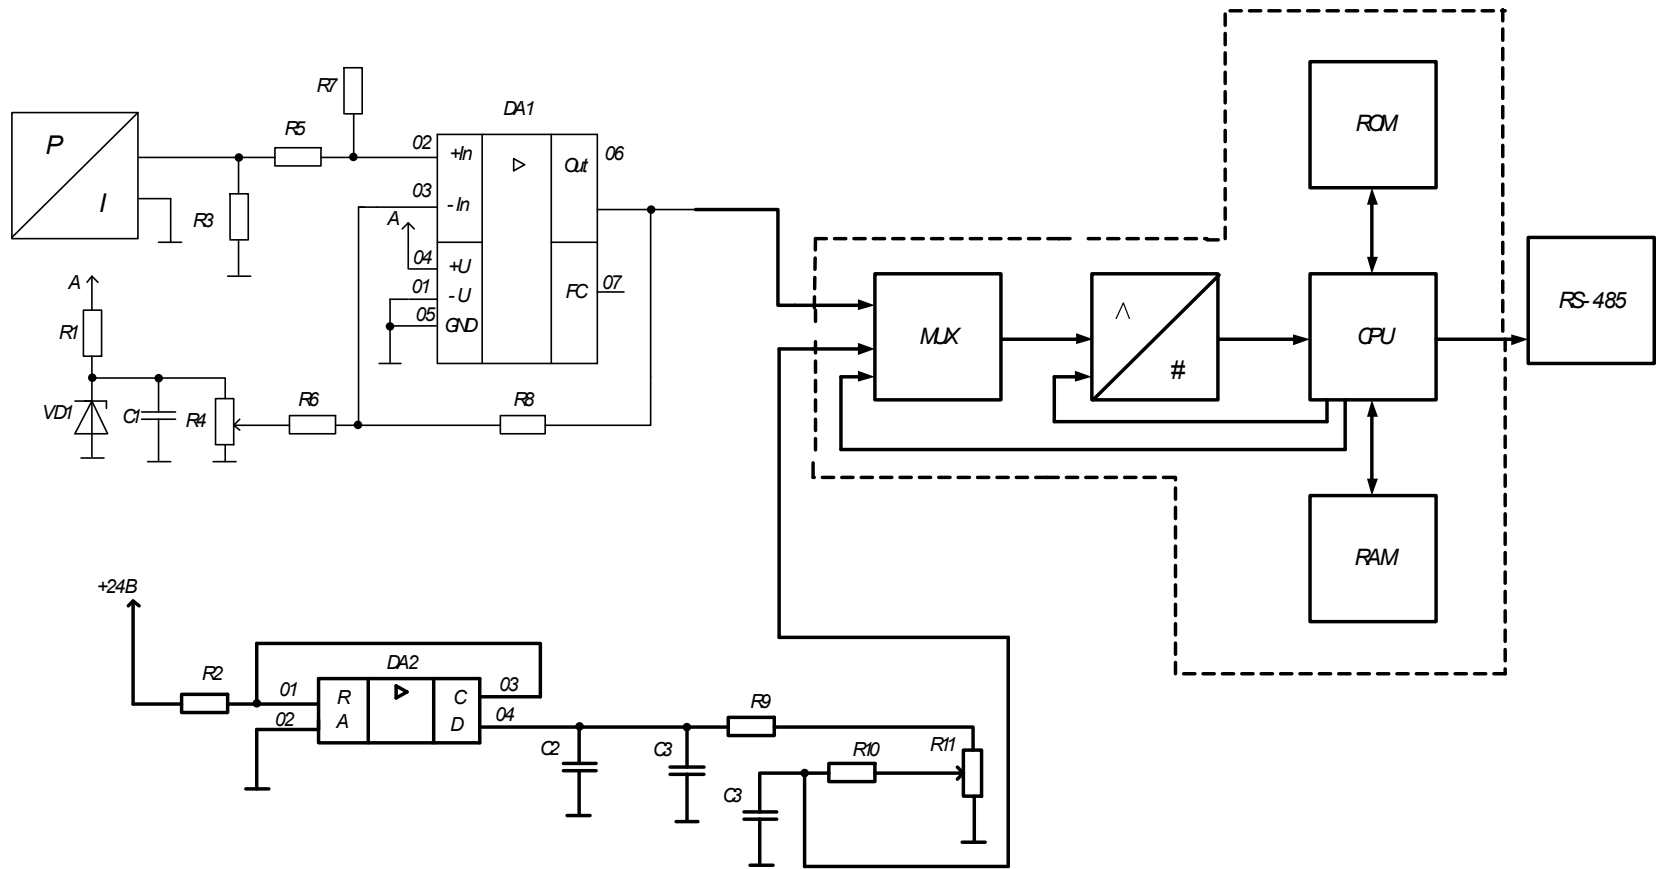 R7
DA1
P
I
R5
02
+In
Out
06
03
-In
R3
A
04
+U
A
01
-U
FC
07
05
GND
R1
VD1
C1
R4
R6
R8
MUX
^
#
ROM
CPU
RS-485
RAM
+24В
R2
DA2
01
R
C
03
02
A
D
04
R9
C2
C3
R10
R11
C3